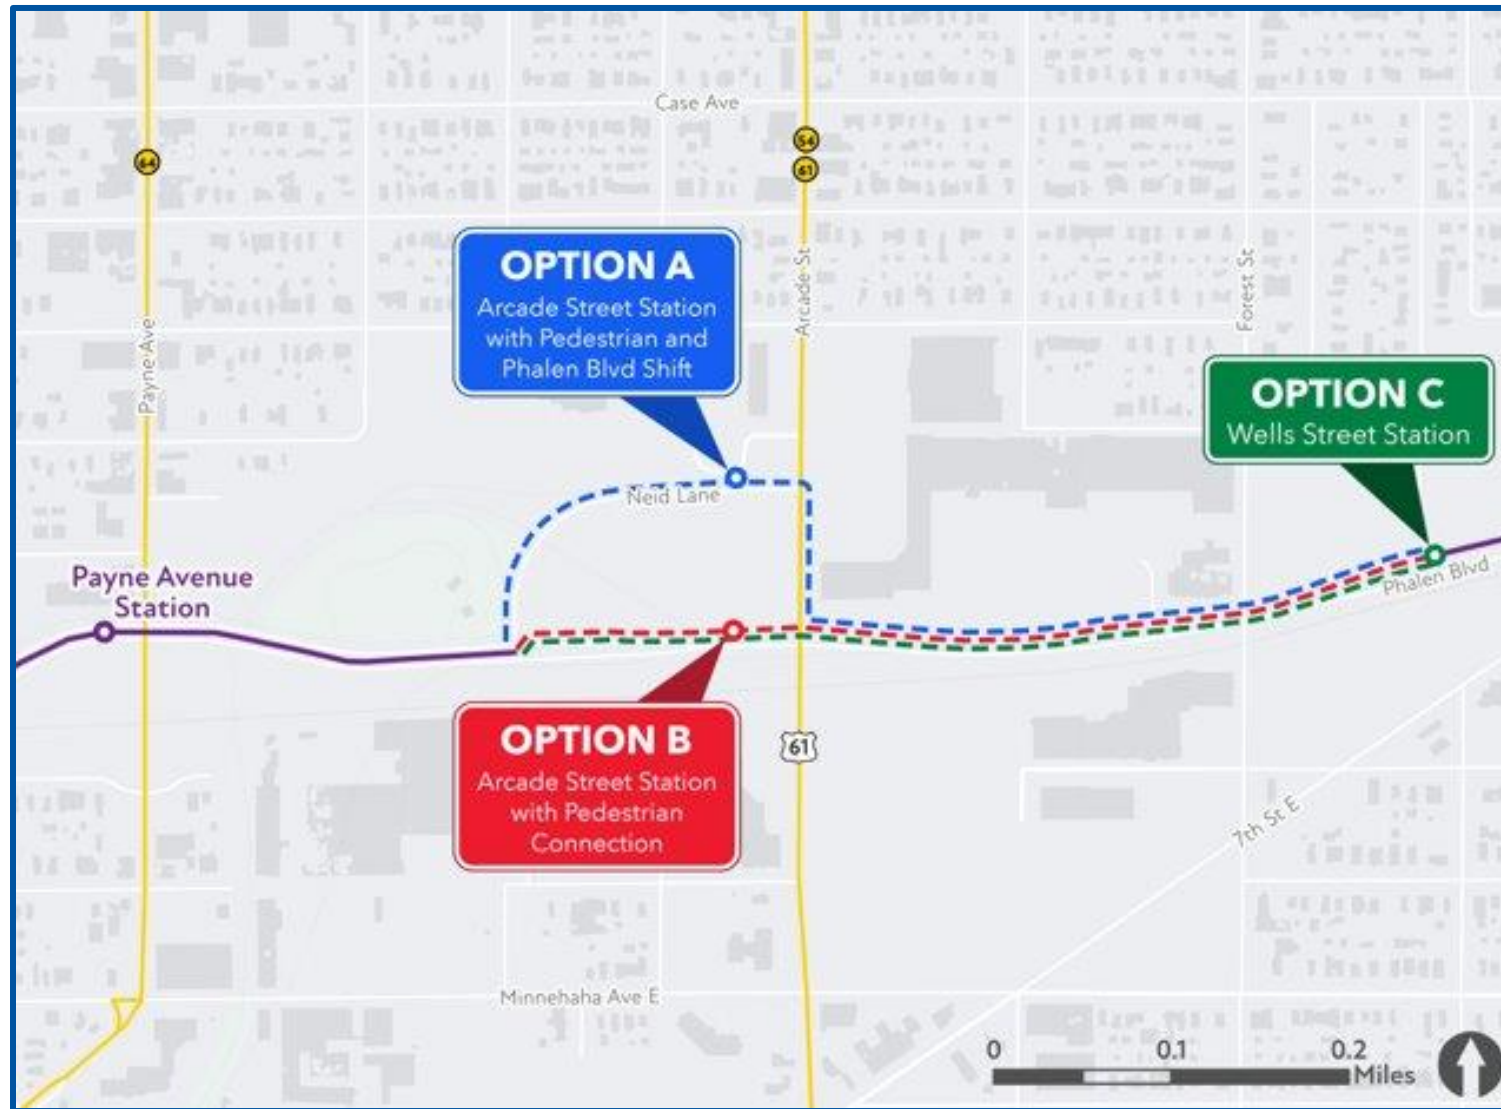 Case Ave
64
54
61
OPTION A
Arcade Street Station
with Pedestrian and
Phalen Blvd Shift
Arcade St
Forest St
Payne Ave
OPTION C
Wells Street Station
Neid Lane
Payne Avenue
Station
Phalen Blvd
OPTION B
Arcade Street Station
with Pedestrian
Connection
61
7th St E
Minnehaha Ave E
0 0.1 0.2
Miles